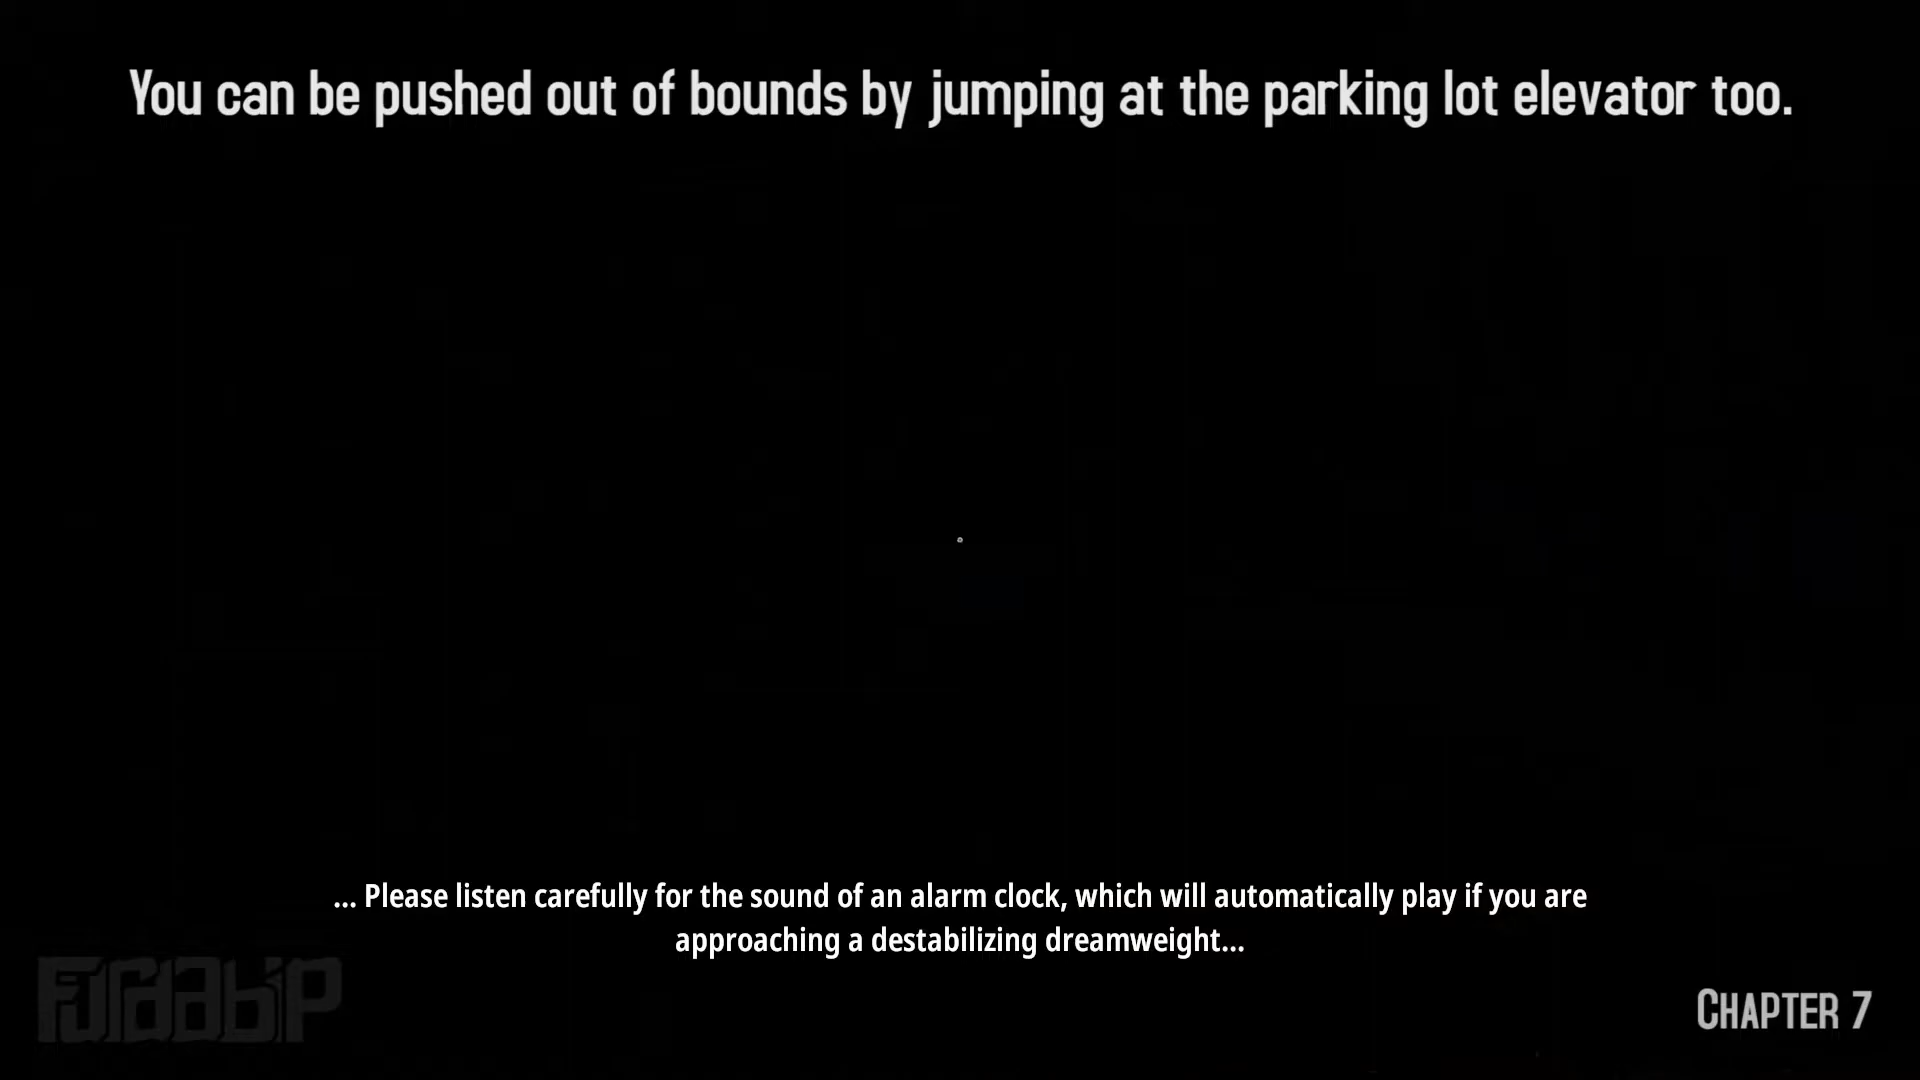 You can be pushed out of bounds by jumping at the parking lot elevator too.
... Please listen carefully for the sound of an alarm clock, which will automatically play if you are
approaching a destabilizing dreamweight...
CHAPTER 7